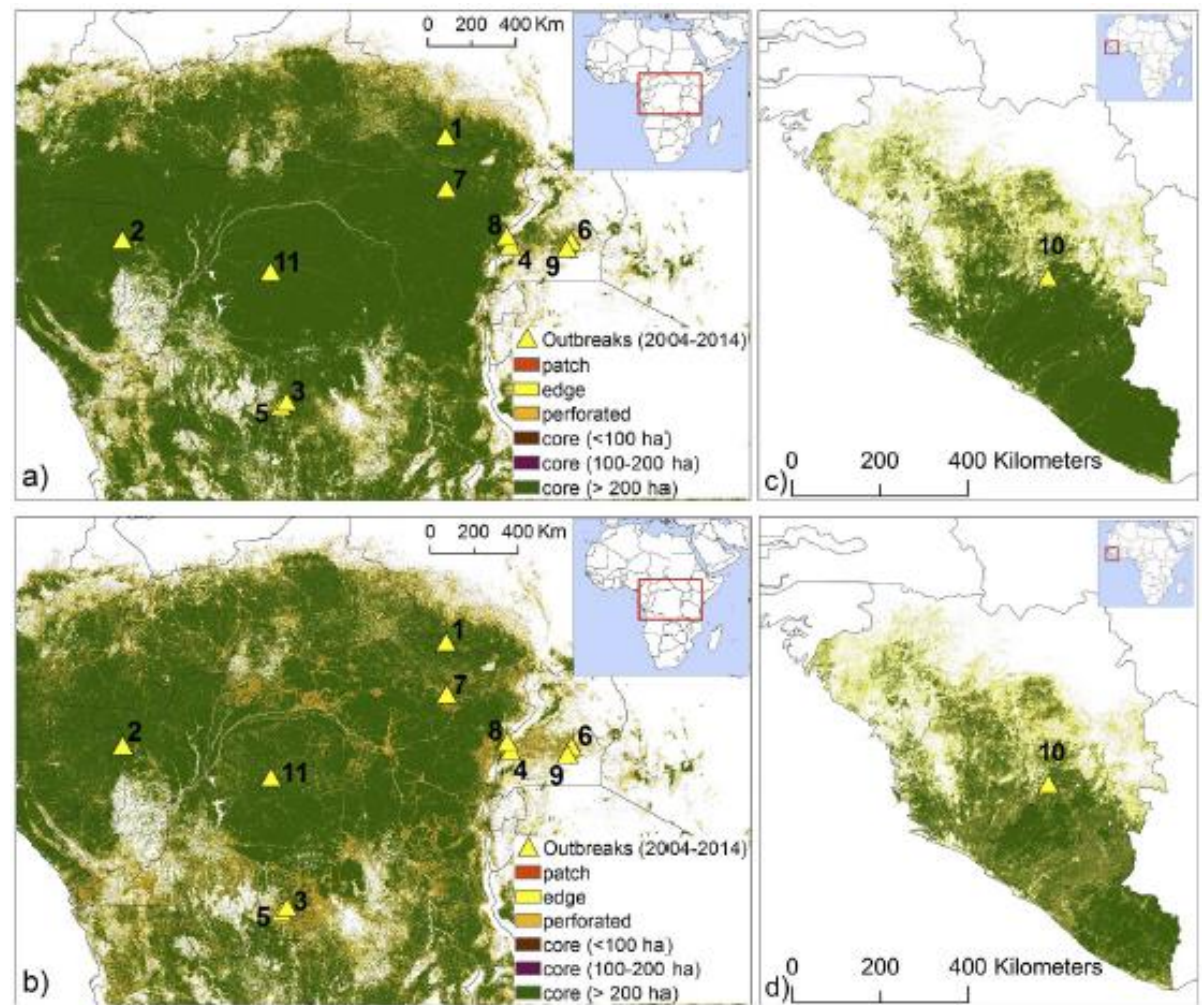 0 200 400 Km
1
7
2
8
6
4
11
9
Outbreaks (2004-2014)
patch
edge
perforated
core (<100 ha)
core (100-200 ha)
core (> 200 ha)
3
5
a)
10
0 200 400 Kilometers
c)
0 200 400 Km
1
7
2
8
6
4
11
9
Outbreaks (2004-2014)
patch
edge
perforated
core (<100 ha)
core (100-200 ha)
core (> 200 ha)
3
5
b)
10
0 200 400 Kilometers
d)